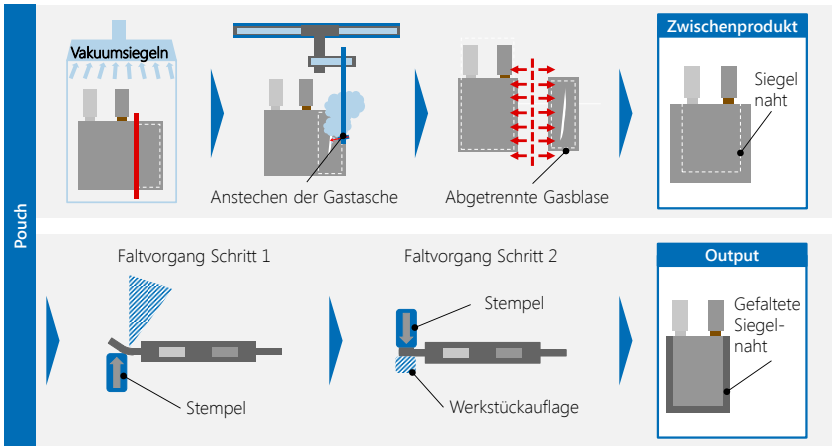 Pouch
Vakuumsiegeln
Anstechen der Gastasche
Abgetrennte Gasblase
Zwischenprodukt
Siegel
naht
Faltvorgang Schritt 1
Stempel
Faltvorgang Schritt 2
Stempel
Werkstückauflage
Output
Gefaltete
Siegel-
naht